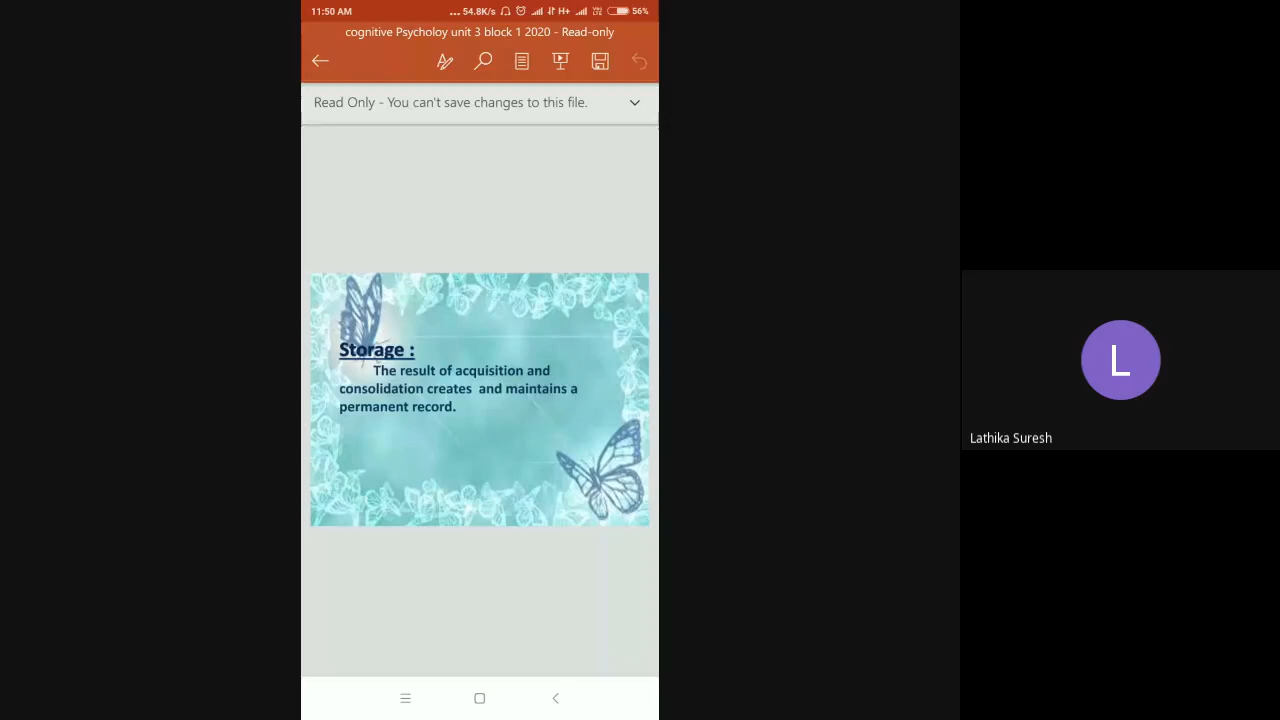 11:50 AM
... 54.8K/s H+ 56%
cognitive Psycholoy unit 3 block 1 2020 - Read-only
Read Only - You can't save changes to this file.
Storage :
The result of acquisition and
consolidation creates and maintains a
permanent record.
L
Lathika Suresh